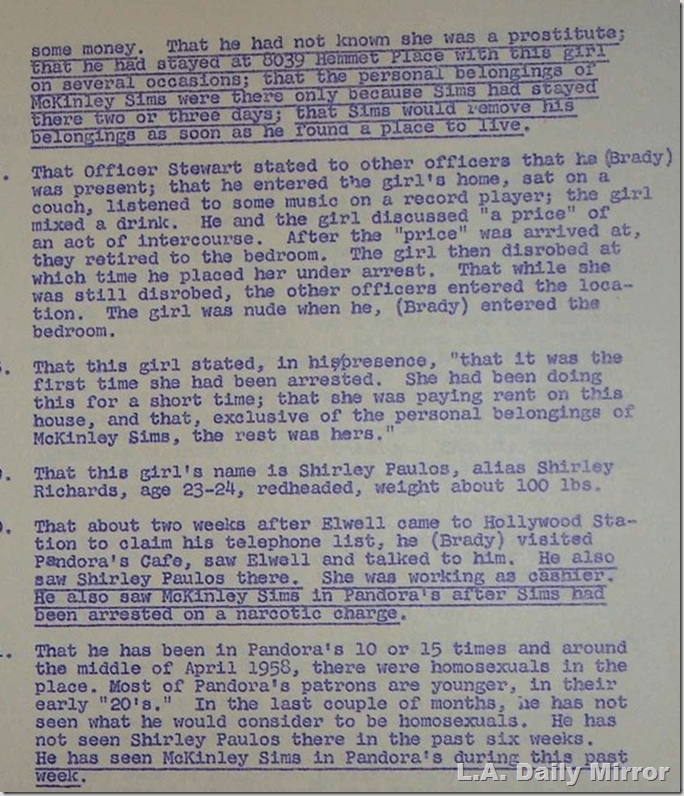 some money. That he had not known she was a prostitute;
that he had stayed at 8039 Hemmet Place with this girl
on several occasions; that the personal belongings of
McKinley Sims were there only because Sims had stayed
there two or three days; that Sims would remove his
belongings as soon as he found a place to live.
. That Officer Stewart stated to other officers that he (Brady)
was present; that he entered the girl's home, sat on a
couch, listened to some music on a record player; the girl
mixed a drink. He and the girl discussed "a price" of
an act of intercourse. After the "price" was arrived at,
they retired to the bedroom. The girl then disrobed at
which time he placed her under arrest. That while she
was still disrobed, the other officers entered the loca-
tion. The girl was nude when he, (Brady) entered the
bedroom.
. That this girl stated, in his presence, "that it was the
first time she had been arrested. She had been doing
this for a short time; that she was paying rent on this
house, and that, exclusive of the personal belongings of
McKinley Sims, the rest was hers."
. That this girl's name is Shirley Paulos, alias Shirley
Richards, age 23-24, redheaded, weight about 100 lbs.
. That about two weeks after Elwell came to Hollywood Sta-
tion to claim his telephone list, he (Brady) visited
Pandora's Cafe, saw Elwell and talked to him. He also
saw Shirley Paulos there. She was working as cashier.
He also saw McKinley Sims in Pandora's after Sims had
been arrested on a narcotic charge.
. That he has been in Pandora's 10 or 15 times and around
the middle of April 1958, there were homosexuals in the
place. Most of Pandora's patrons are younger, in their
early "20's." In the last couple of months, he has not
seen what he would consider to be homosexuals. He has
not seen Shirley Paulos there in the past six weeks.
He has seen McKinley Sims in Pandora's during this past
week.
L.A. Daily Mirror